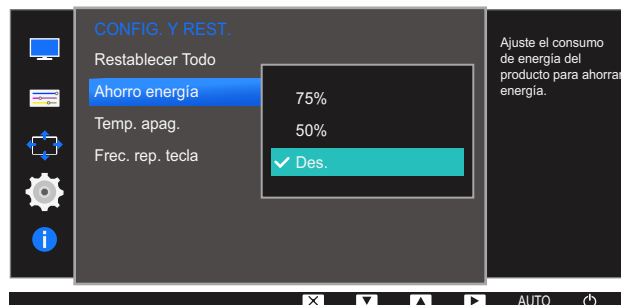 CONFIG. Y REST.
Restablecer Todo
Ahorro energía
Temp. apag.
Frec. rep. tecla
75%
50%
Des.
Ajuste el consumo
de energía del
producto para ahorrar
energía.
AUTO